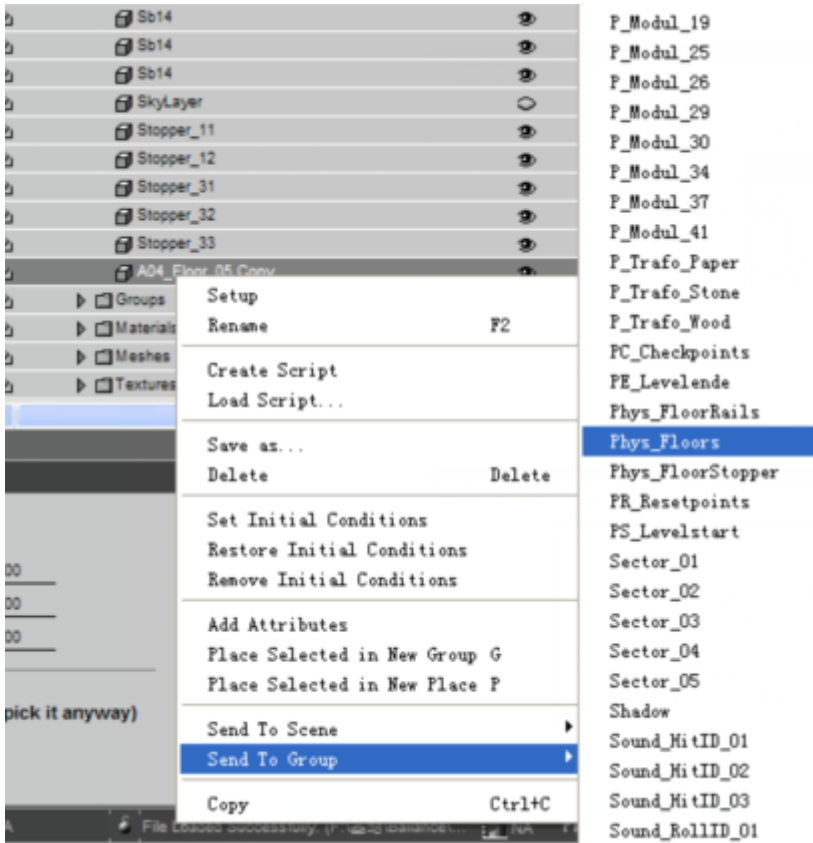 Sb14
Sb14
Sb14
SkyLayer
Stopper_11
Stopper_12
Stopper_31
Stopper_32
Stopper_33
A04_Floor_05 Copy
Groups
Materials
Meshes
Textures
00
00
00
pick it anyway)
File Loaded Successfully.
NA
Setup
Rename F2
Create Script
Load Script...
Save as...
Delete Delete
Set Initial Conditions
Restore Initial Conditions
Remove Initial Conditions
Add Attributes
Place Selected in New Group G
Place Selected in New Place P
Send To Scene
Send To Group
Copy Ctrl+C
P_Modul_19
P_Modul_25
P_Modul_26
P_Modul_29
P_Modul_30
P_Modul_34
P_Modul_37
P_Modul_41
P_Trafo_Paper
P_Trafo_Stone
P_Trafo_Wood
PC_Checkpoints
PE_Levelende
Phys_FloorRails
Phys_Floors
Phys_FloorStopper
PR_Resetpoints
PS_Levelstart
Sector_01
Sector_02
Sector_03
Sector_04
Sector_05
Shadow
Sound_HitID_01
Sound_HitID_02
Sound_HitID_03
Sound_RollID_01